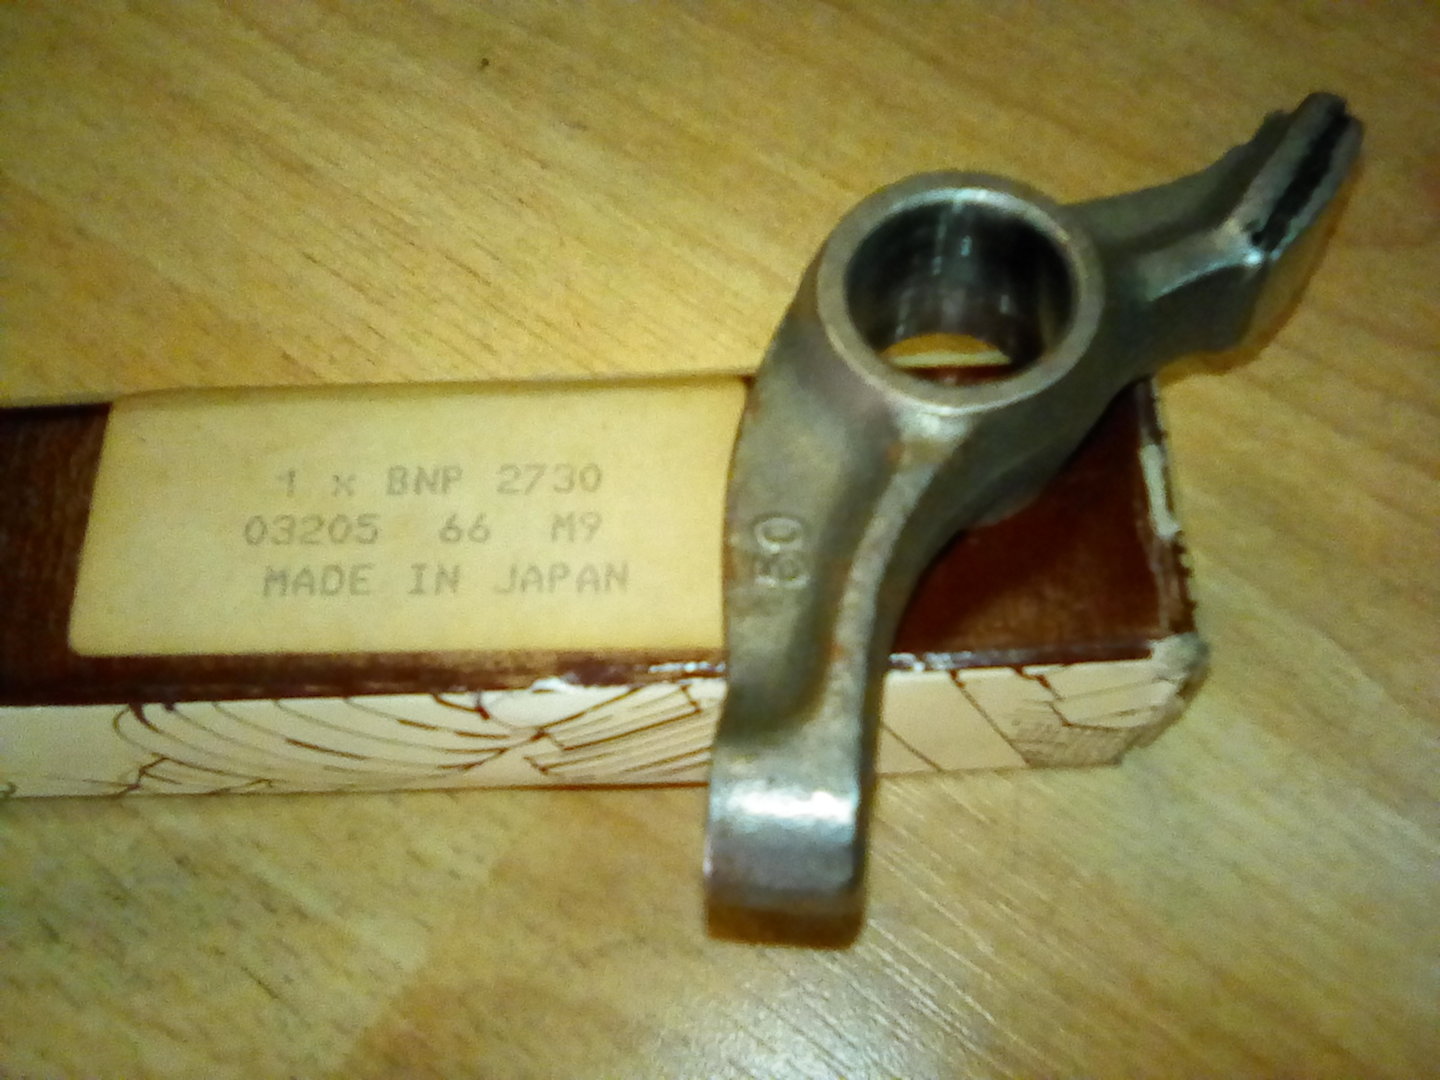 1 x BNP 2730
03205 66 M9
MADE IN JAPAN